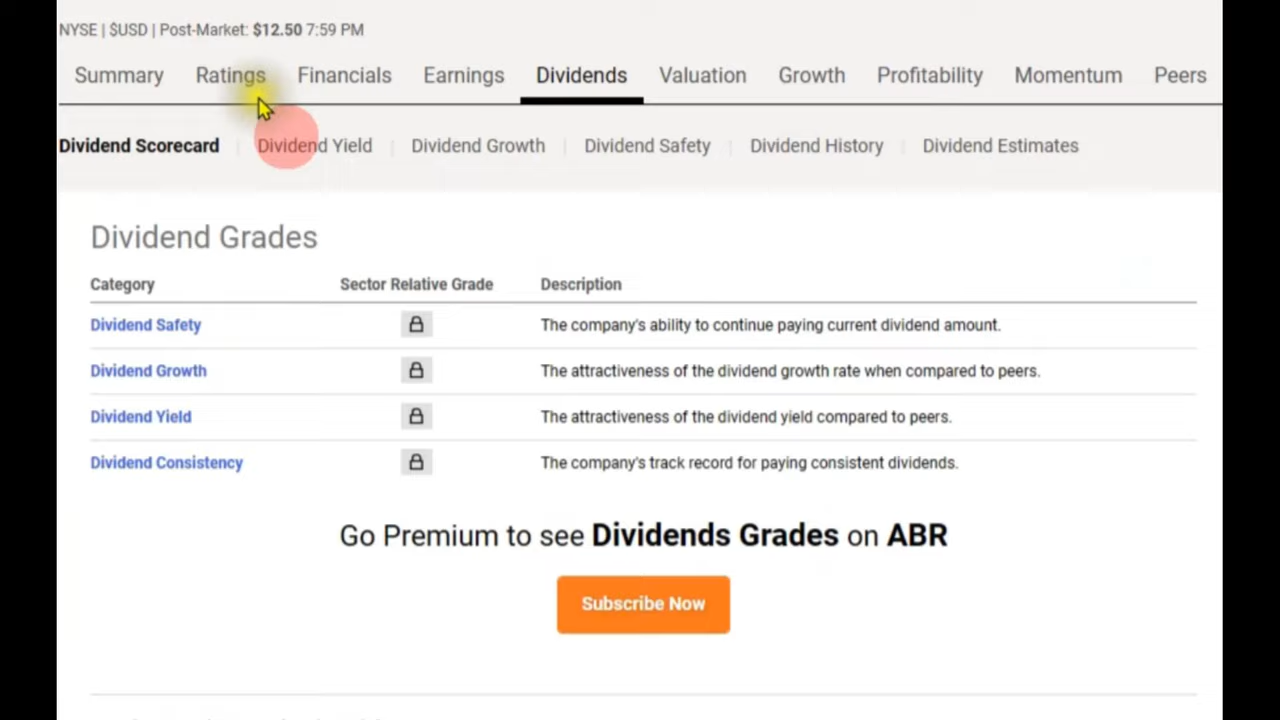 NYSE | $USD | Post-Market: $12.50 7:59 PM
Summary Ratings Financials Earnings Dividends Valuation Growth Profitability Momentum Peers
Dividend Scorecard Dividend Yield Dividend Growth Dividend Safety Dividend History Dividend Estimates
Dividend Grades
Category Sector Relative Grade Description
Dividend Safety The company's ability to continue paying current dividend amount.
Dividend Growth The attractiveness of the dividend growth rate when compared to peers.
Dividend Yield The attractiveness of the dividend yield compared to peers.
Dividend Consistency The company's track record for paying consistent dividends.
Go Premium to see Dividends Grades on ABR
Subscribe Now